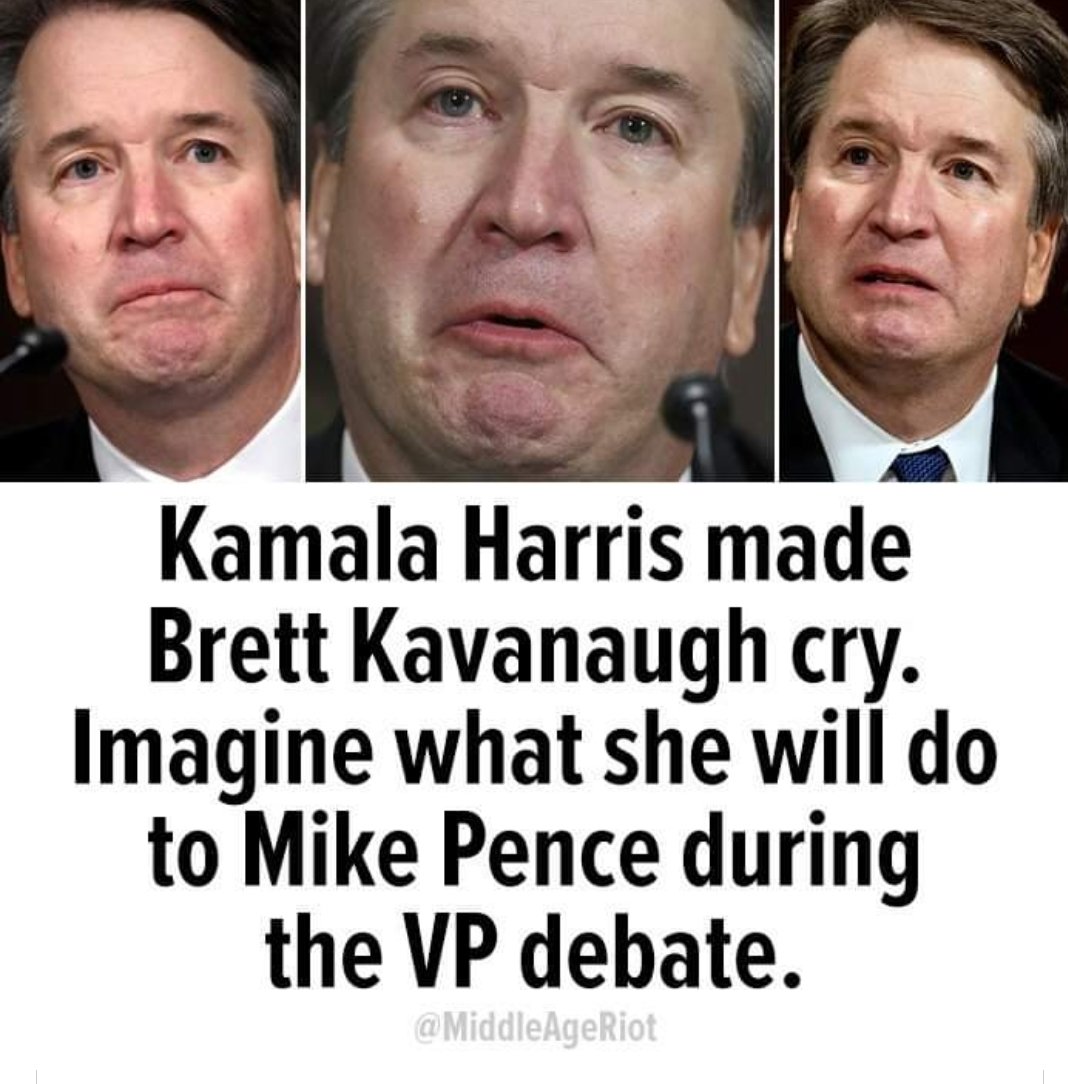 Kamala Harris made
Brett Kavanaugh cry.
Imagine what she will do
to Mike Pence during
the VP debate.
@MiddleAgeRiot